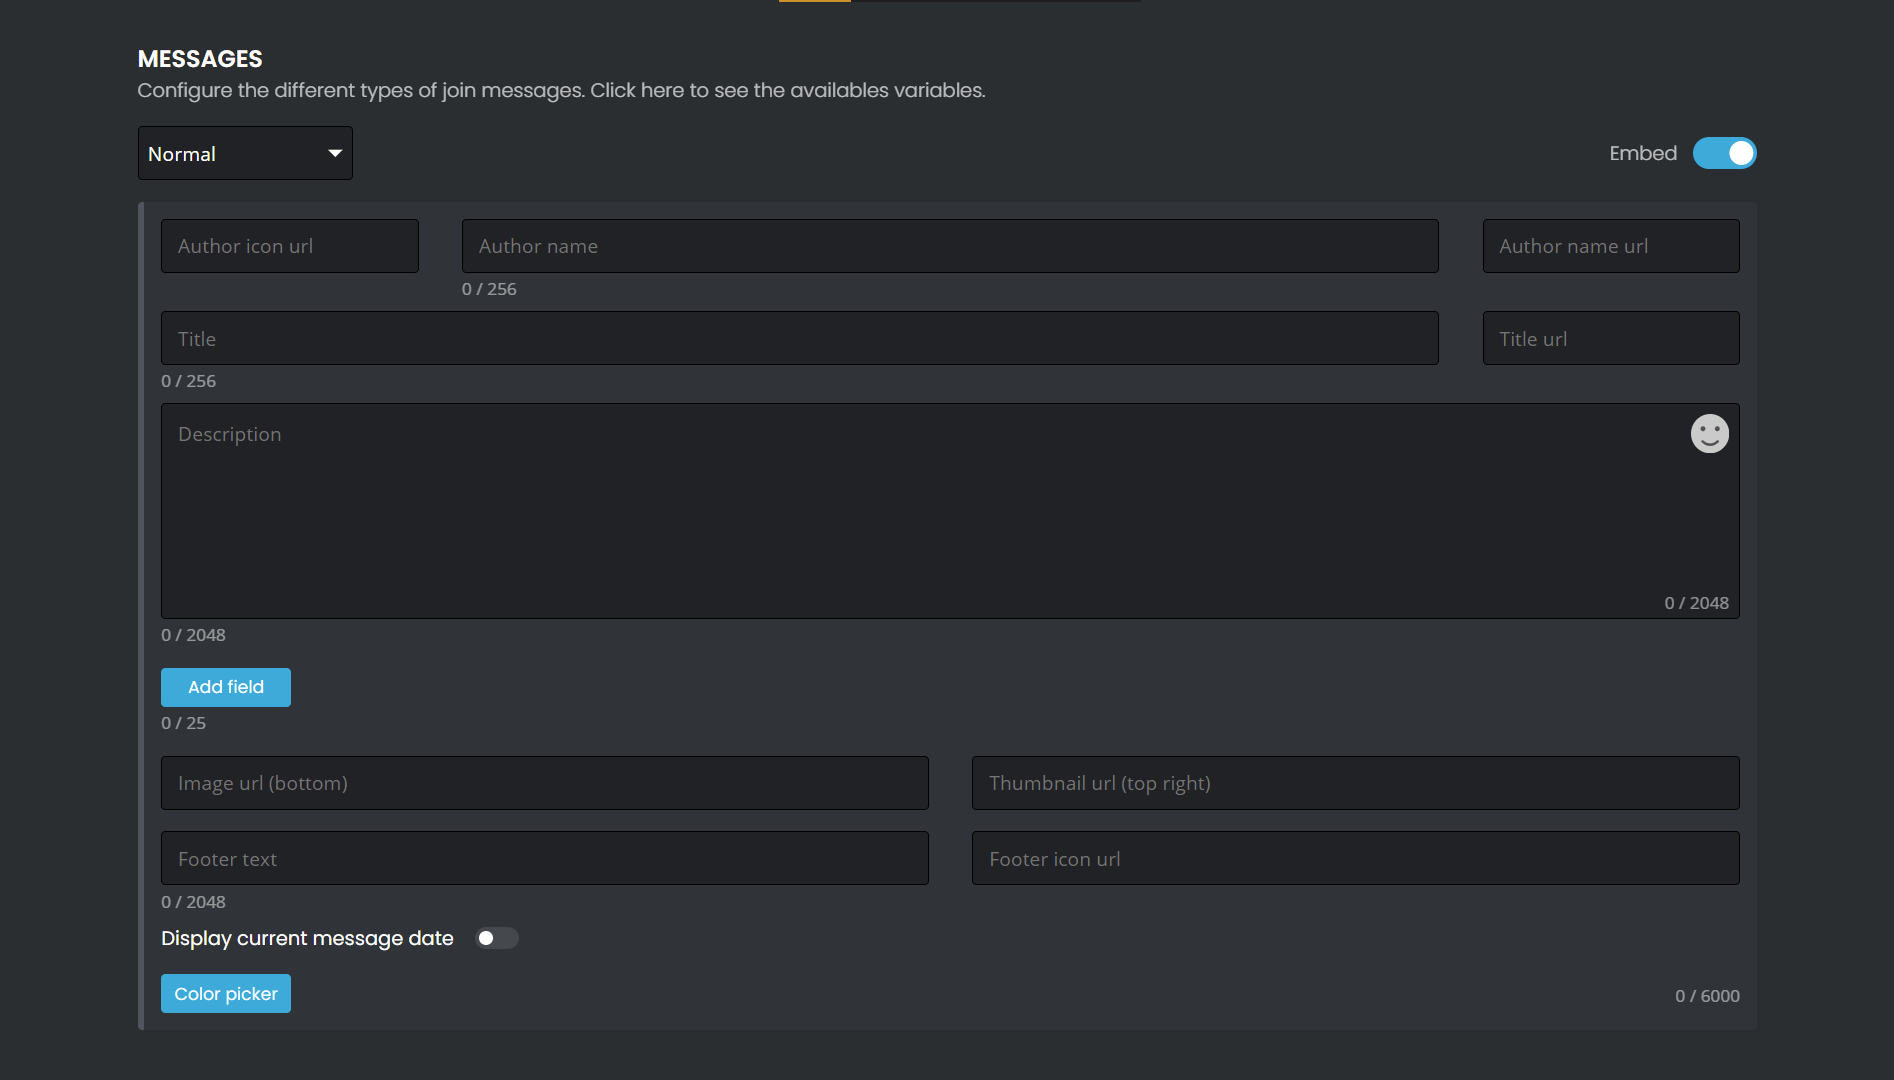 MESSAGES
Configure the different types of join messages. Click here to see the availables variables.
Normal
Embed
Author icon url
Author name
Author name url
0 / 256
Title
Title url
0 / 256
Description
0 / 2048
0 / 2048
Add field
0 / 25
Image url (bottom)
Thumbnail url (top right)
Footer text
Footer icon url
0 / 2048
Display current message date
Color picker
0 / 6000